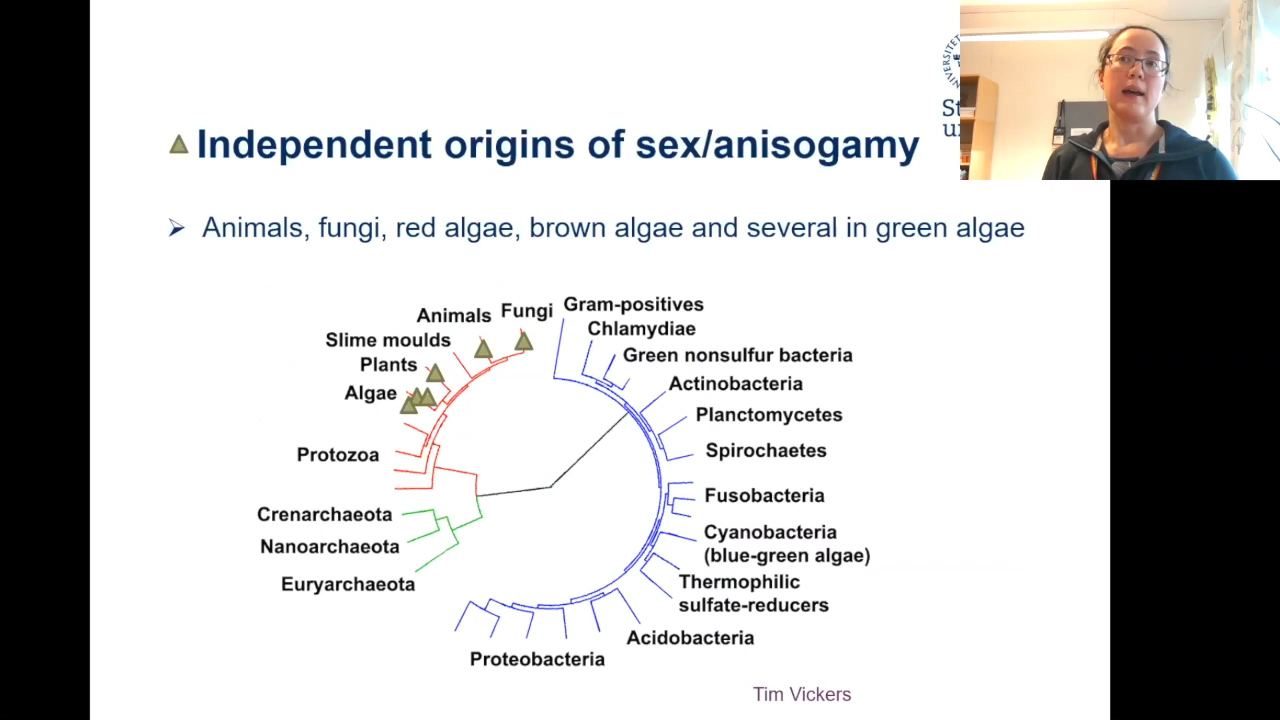 Independent origins of sex/anisogamy
Animals, fungi, red algae, brown algae and several in green algae
Animals
Fungi
Gram-positives
Slime moulds
Chlamydiae
Plants
Green nonsulfur bacteria
Algae
Actinobacteria
Planctomycetes
Protozoa
Spirochaetes
Fusobacteria
Crenarchaeota
Cyanobacteria
(blue-green algae)
Nanoarchaeota
Euryarchaeota
Thermophilic
sulfate-reducers
Acidobacteria
Proteobacteria
Tim Vickers